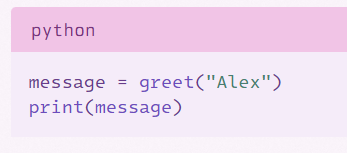 python
message = greet("Alex")
print(message)